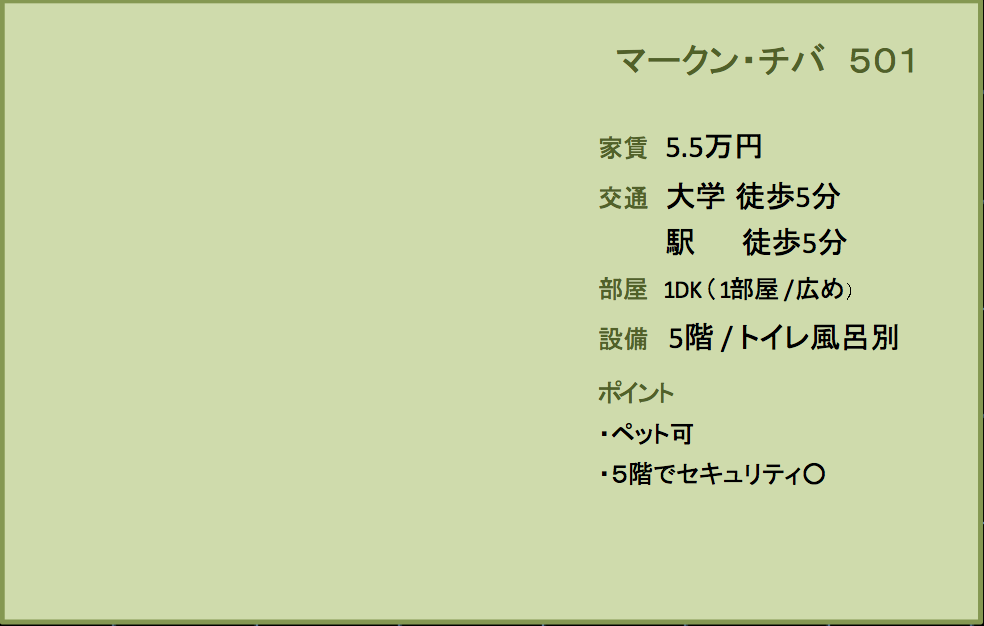 マークン・チバ　５０１
家賃 5.5万円
交通 大学 徒歩5分
駅 徒歩5分
部屋 1DK（1部屋 /広め）
設備 5階 / トイレ風呂別
ポイント
・ペット可
・５階でセキュリティ〇